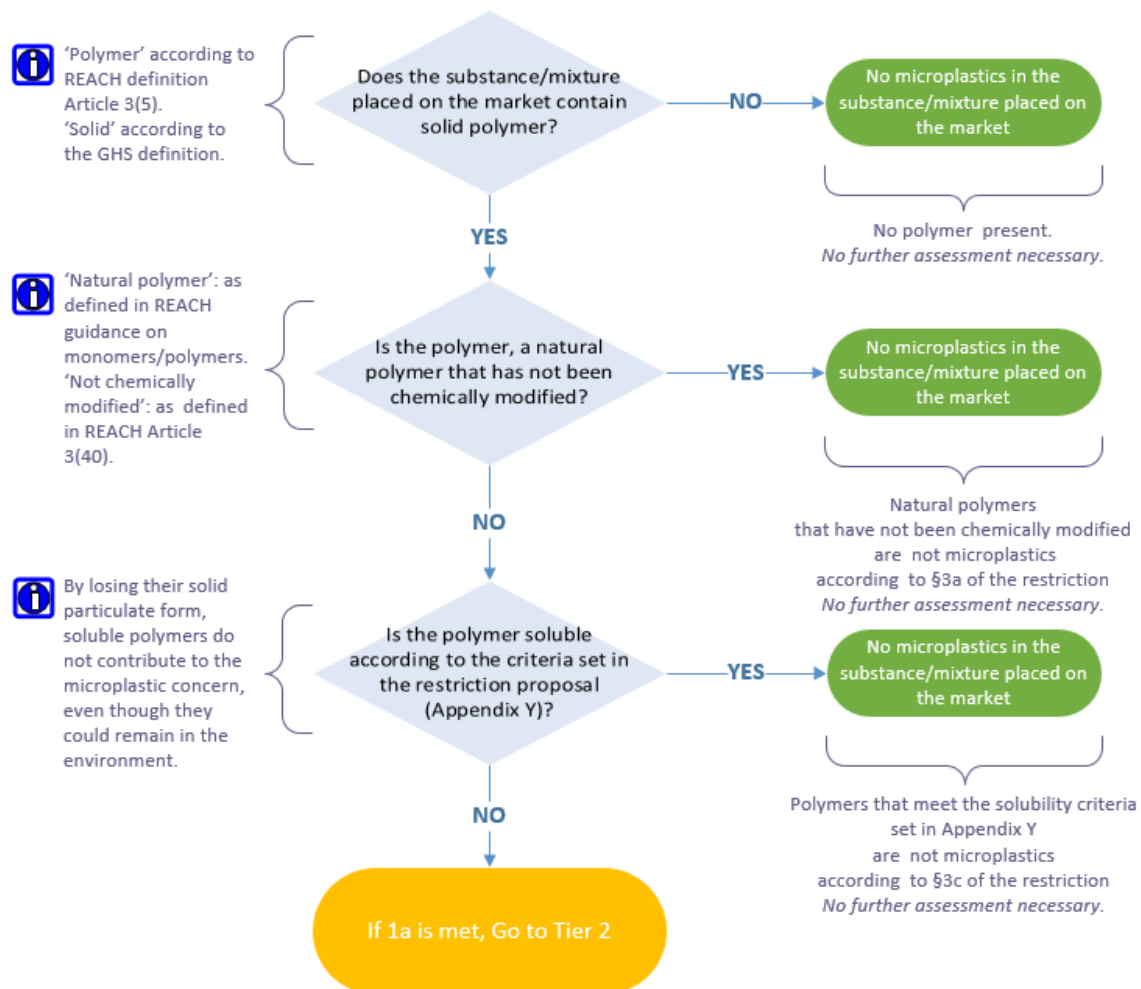 ‘Polymer’ according to
REACH definition
Article 3(5).
‘Solid’ according to
the GHS definition.
Does the substance/mixture
placed on the market contain
solid polymer?
NO
No microplastics in the
substance/mixture placed on
the market
No polymer present.
No further assessment necessary.
YES
‘Natural polymer’: as
defined in REACH
guidance on
monomers/polymers.
‘Not chemically
modified’: as defined
in REACH Article
3(40).
Is the polymer, a natural
polymer that has not been
chemically modified?
YES
No microplastics in the
substance/mixture placed on
the market
Natural polymers
that have not been chemically modified
are not microplastics
according to §3a of the restriction
No further assessment necessary.
NO
By losing their solid
particulate form,
soluble polymers do
not contribute to the
microplastic concern,
even though they
could remain in the
environment.
Is the polymer soluble
according to the criteria set in
the restriction proposal
(Appendix Y)?
YES
No microplastics in the
substance/mixture placed on
the market
Polymers that meet the solubility criteria
set in Appendix Y
are not microplastics
according to §3c of the restriction
No further assessment necessary.
NO
If 1a is met, Go to Tier 2